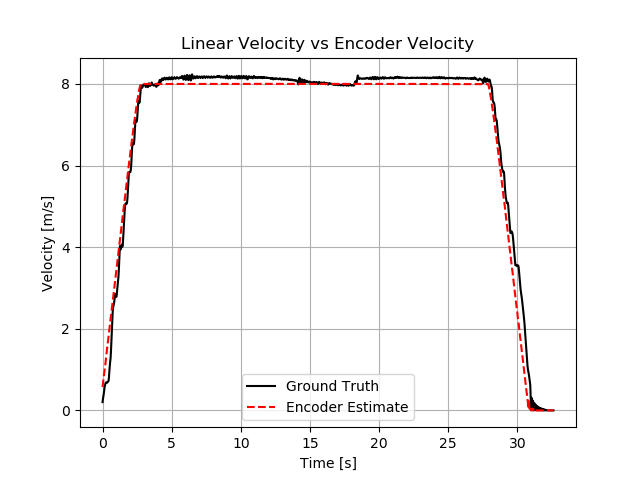 Linear Velocity vs Encoder Velocity
8
6
4
2
0
Velocity [m/s]
Ground Truth
Encoder Estimate
0 5 10 15 20 25 30
Time [s]